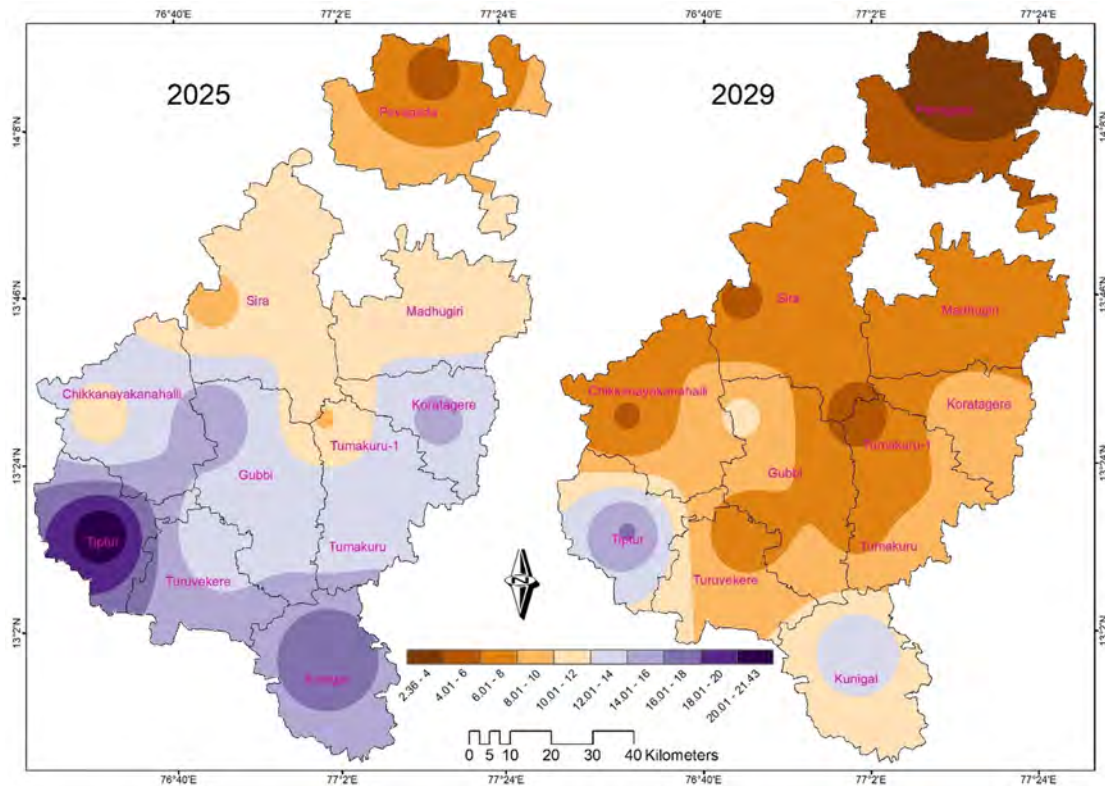 76°40'E 77°2'E 77°24'E 76°40'E 77°2'E 77°24'E
2025
2029
Pavagada
14°8'N
14°8'N
Sira
Madhugiri
Sira
Madhugiri
13°46'N
13°46'N
Chikkanayakanahalli
Koratagere
Chikkanayakanahalli
Koratagere
Tumakuru-1
Tumakuru-1
Gubbi
Gubbi
13°24'N
13°24'N
Tiptur
Tumakuru
Tiptur
Tumakuru
Turuvekere
Turuvekere
N
13°2'N
13°2'N
Kunigal
Kunigal
2.36 - 4
4.01 - 6
6.01 - 8
8.01 - 10
10.01 - 12
12.01 - 14
14.01 - 16
16.01 - 18
18.01 - 20
20.01 - 21.43
0 5 10 20 30 40 Kilometers
76°40'E 77°2'E 76°40'E 77°2'E 77°24'E